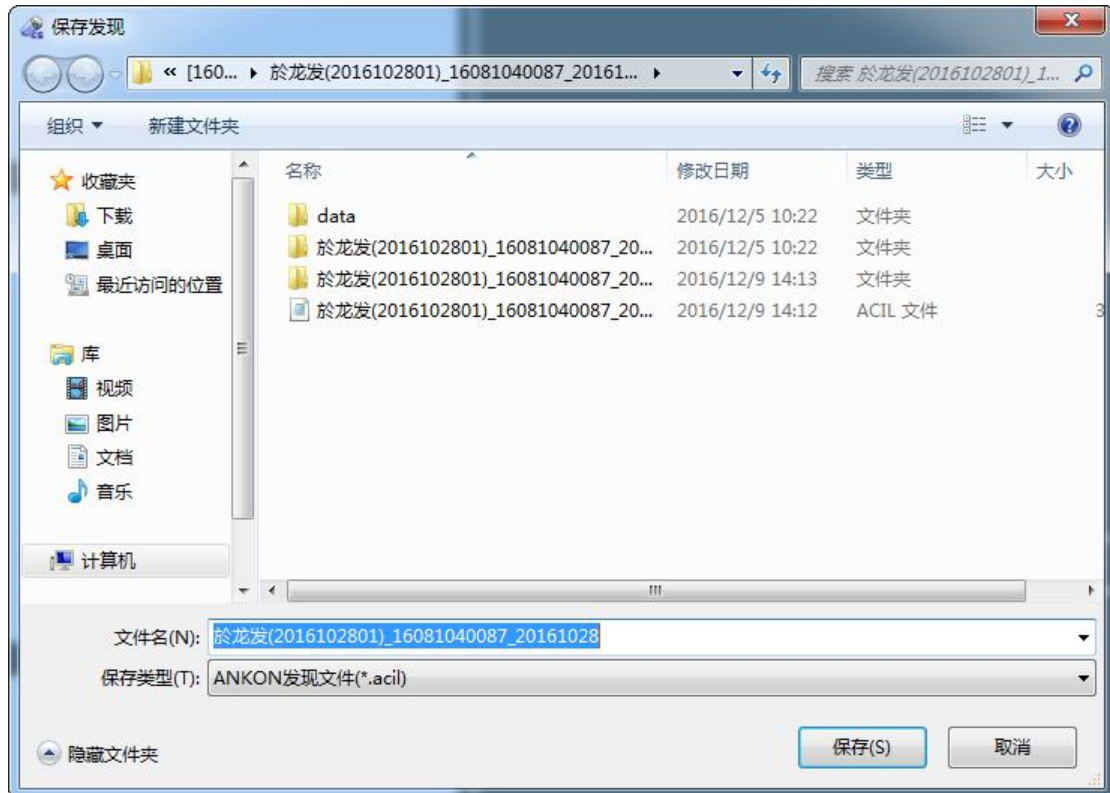 保存发现
« [160... ▸ 於龙发(2016102801)_16081040087_20161... ▸ 搜索 於龙发(2016102801)_1...
组织 新建文件夹
收藏夹
下载
桌面
最近访问的位置
库
视频
图片
文档
音乐
计算机
名称 修改日期 类型 大小
data 2016/12/5 10:22 文件夹
於龙发(2016102801)_16081040087_20... 2016/12/5 10:22 文件夹
於龙发(2016102801)_16081040087_20... 2016/12/9 14:13 文件夹
於龙发(2016102801)_16081040087_20... 2016/12/9 14:12 ACIL 文件 3
文件名(N): 於龙发(2016102801)_16081040087_20161028
保存类型(T): ANKON发现文件(*.acil)
隐藏文件夹 保存(S) 取消